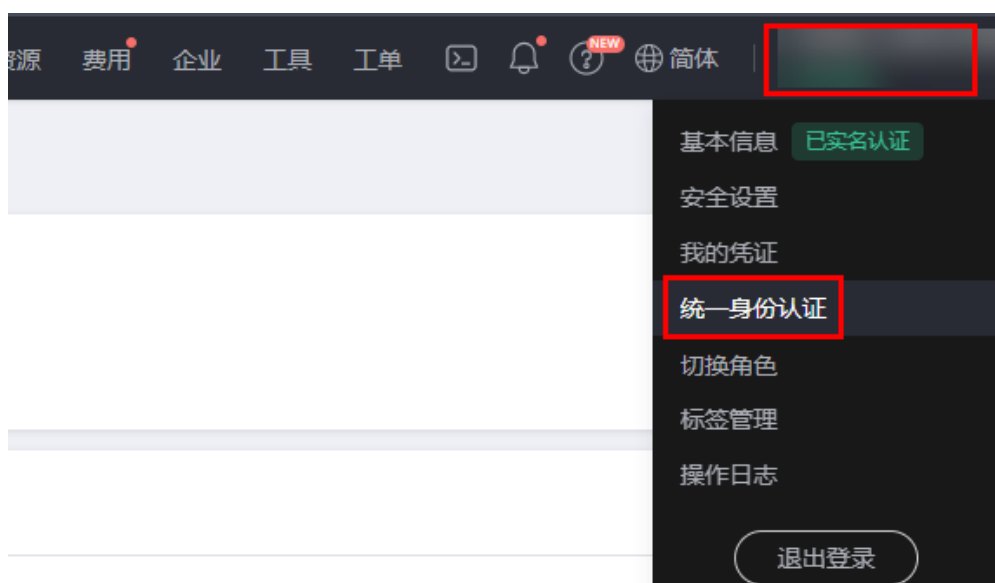 资源 费用 企业 工具 工单 NEW 简体
基本信息 已实名认证
安全设置
我的凭证
统一身份认证
切换角色
标签管理
操作日志
退出登录